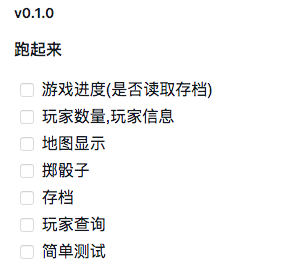 v0.1.0
跑起来
游戏进度(是否读取存档)
玩家数量,玩家信息
地图显示
掷骰子
存档
玩家查询
简单测试